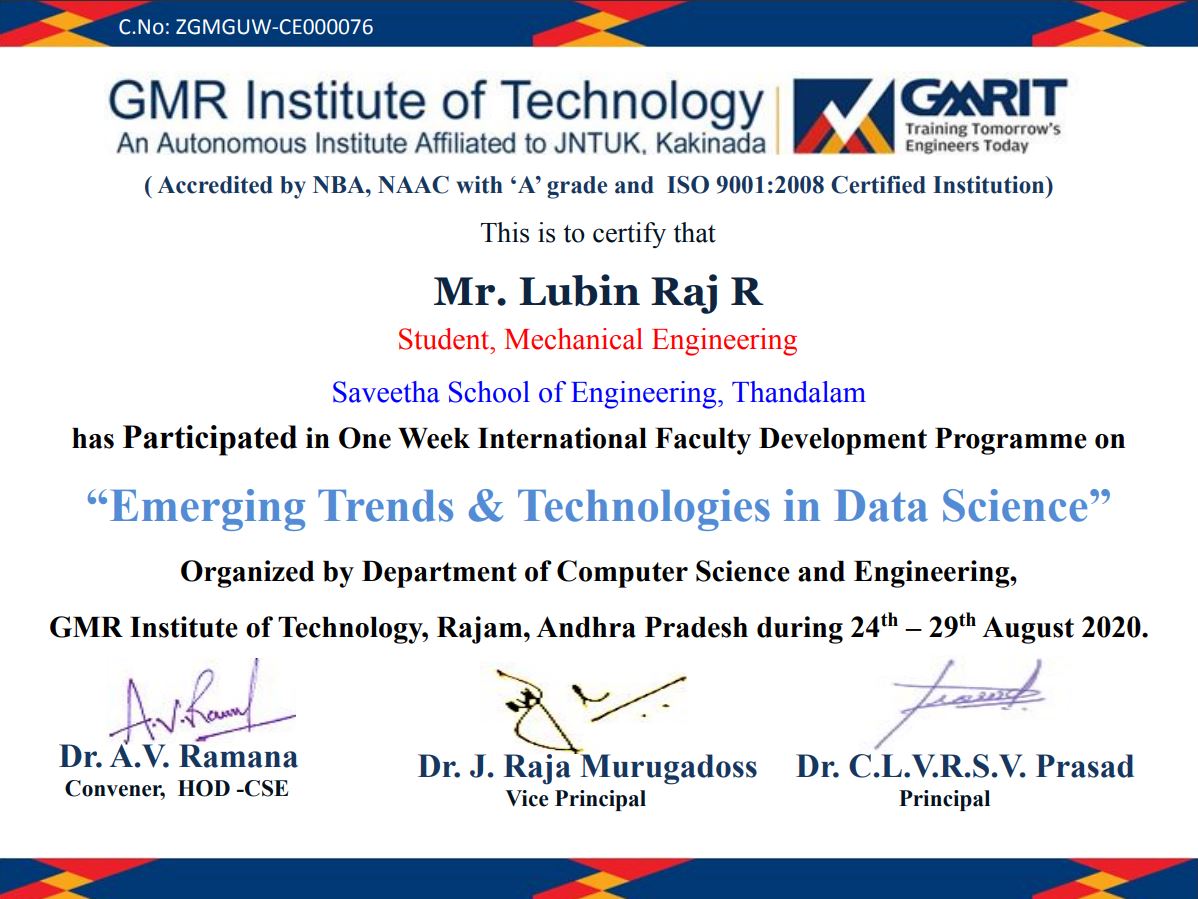 C.No: ZGMGUW-CE000076
GMR Institute of Technology
An Autonomous Institute Affiliated to JNTUK, Kakinada
GMRIT
Training Tomorrow's
Engineers Today
( Accredited by NBA, NAAC with ‘A’ grade and ISO 9001:2008 Certified Institution)
This is to certify that
Mr. Lubin Raj R
Student, Mechanical Engineering
Saveetha School of Engineering, Thandalam
has Participated in One Week International Faculty Development Programme on
“Emerging Trends & Technologies in Data Science”
Organized by Department of Computer Science and Engineering,
GMR Institute of Technology, Rajam, Andhra Pradesh during 24th – 29th August 2020.
A.V.Ramana
Dr. A.V. Ramana
Convener, HOD -CSE
Dr. J. Raja Murugadoss
Vice Principal
Dr. C.L.V.R.S.V. Prasad
Principal